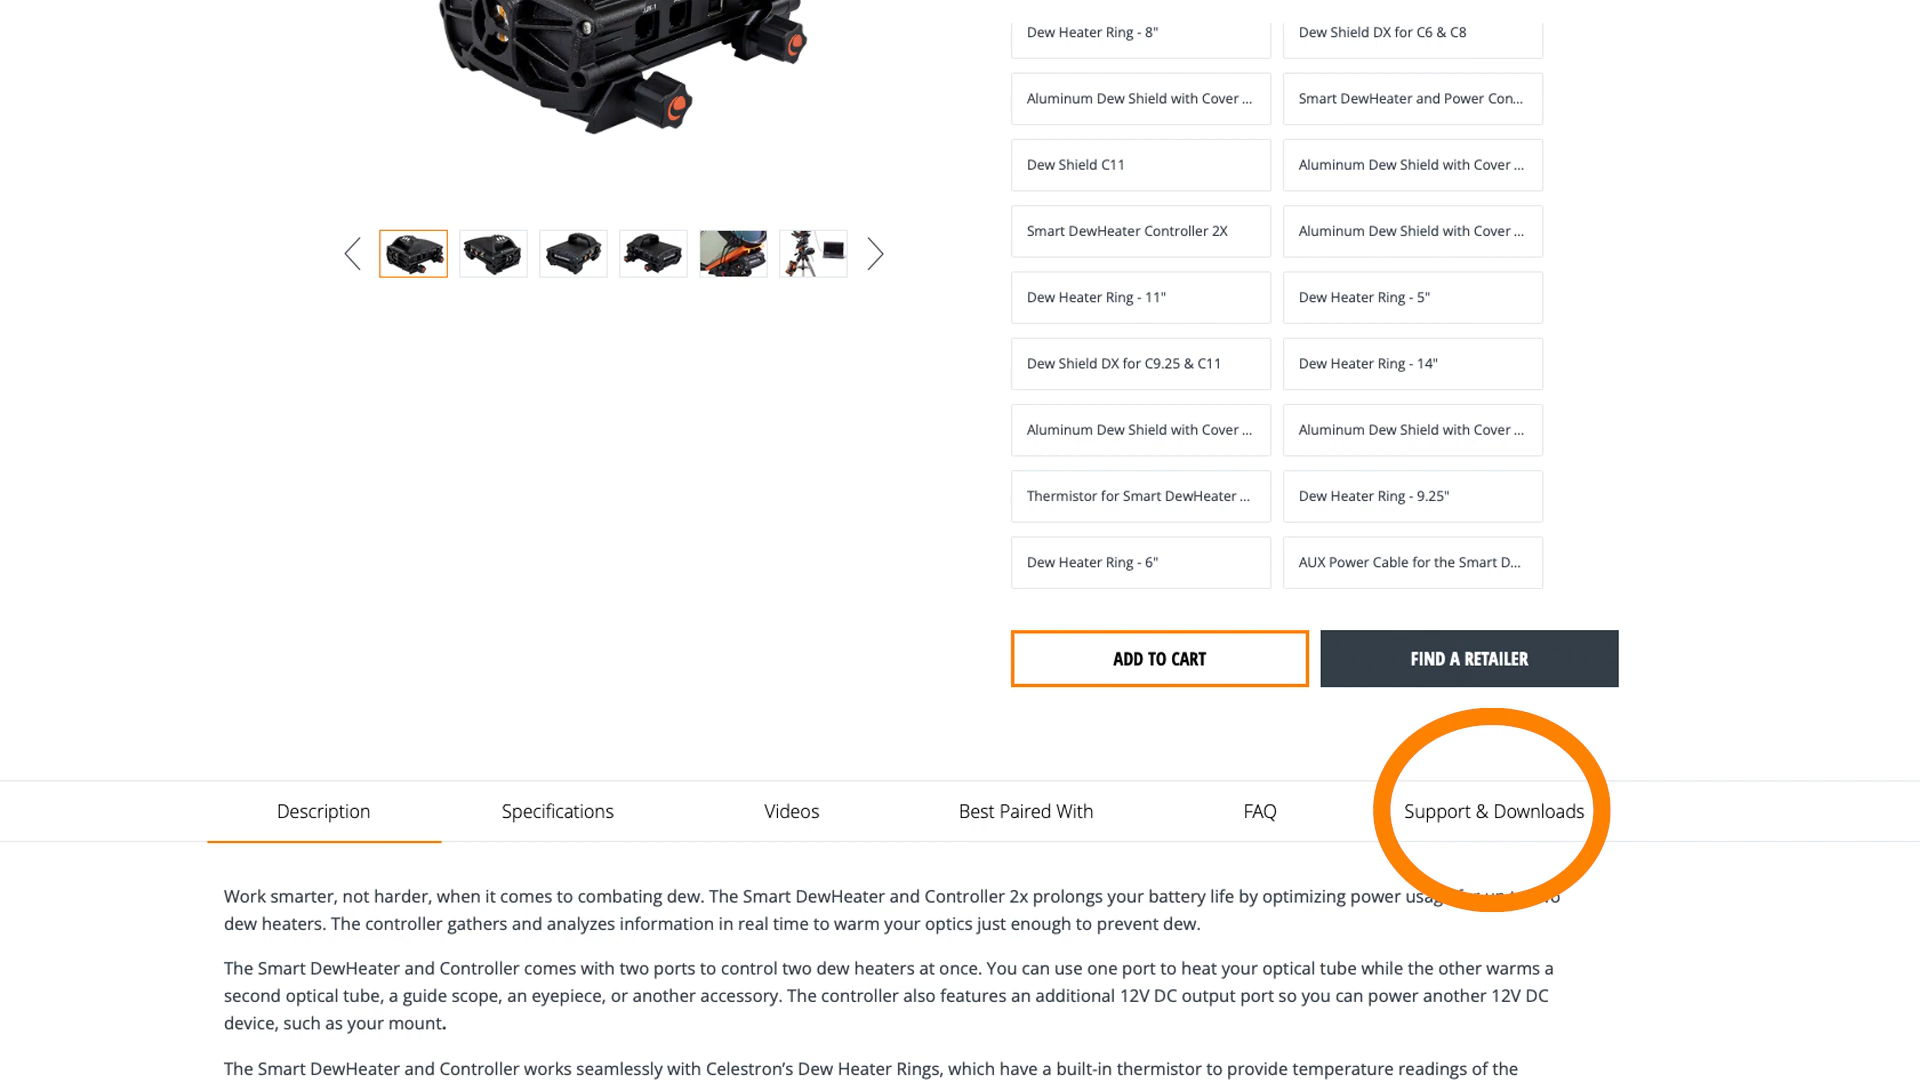 Dew Heater Ring - 8"
Dew Shield DX for C6 & C8
Aluminum Dew Shield with Cover ...
Smart DewHeater and Power Con...
Dew Shield C11
Aluminum Dew Shield with Cover ...
Smart DewHeater Controller 2X
Aluminum Dew Shield with Cover ...
Dew Heater Ring - 11"
Dew Heater Ring - 5"
Dew Shield DX for C9.25 & C11
Dew Heater Ring - 14"
Aluminum Dew Shield with Cover ...
Aluminum Dew Shield with Cover ...
Thermistor for Smart DewHeater ...
Dew Heater Ring - 9.25"
Dew Heater Ring - 6"
AUX Power Cable for the Smart D...
ADD TO CART
FIND A RETAILER
Description
Specifications
Videos
Best Paired With
FAQ
Support & Downloads
Work smarter, not harder, when it comes to combating dew. The Smart DewHeater and Controller 2x prolongs your battery life by optimizing power
dew heaters. The controller gathers and analyzes information in real time to warm your optics just enough to prevent dew.
The Smart DewHeater and Controller comes with two ports to control two dew heaters at once. You can use one port to heat your optical tube while the other warms a
second optical tube, a guide scope, an eyepiece, or another accessory. The controller also features an additional 12V DC output port so you can power another 12V DC
device, such as your mount.
The Smart DewHeater and Controller works seamlessly with Celestron’s Dew Heater Rings, which have a built-in thermistor to provide temperature readings of the